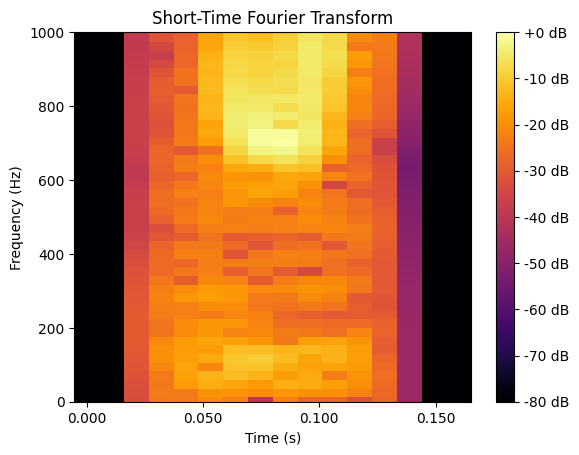 Short-Time Fourier Transform
1000
800
600
400
200
0
Frequency (Hz)
0.000
0.050
0.100
0.150
Time (s)
+0 dB
-10 dB
-20 dB
-30 dB
-40 dB
-50 dB
-60 dB
-70 dB
-80 dB